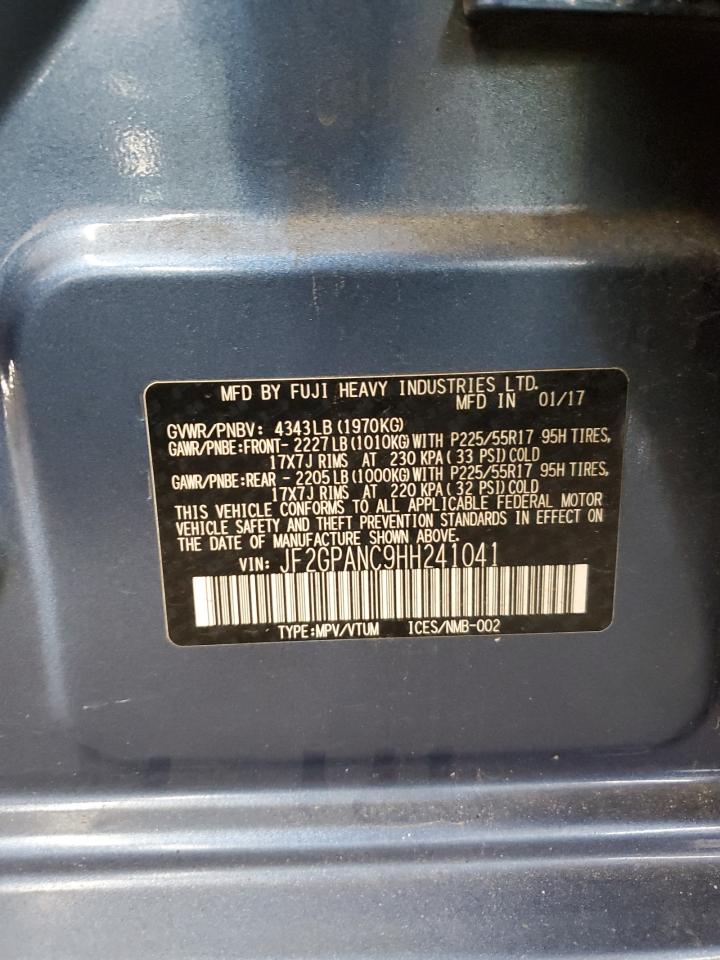 MFD BY FUJI HEAVY INDUSTRIES LTD.
MFD IN 01/17
GVWR/PNBV: 4343LB(1970KG)
GAWR/PNBE:FRONT- 2227LB(1010KG)WITH P225/55R17 95H TIRES,
17X7J RIMS AT 230 KPA(33 PSI)COLD
GAWR/PNBE:REAR - 2205LB(1000KG)WITH P225/55R17 95H TIRES,
17X7J RIMS AT 220 KPA(32 PSI)COLD
THIS VEHICLE CONFORMS TO ALL APPLICABLE FEDERAL MOTOR
VEHICLE SAFETY AND THEFT PREVENTION STANDARDS IN EFFECT ON
THE DATE OF MANUFACTURE SHOWN ABOVE.
VIN: JF2GPANC9HH241041
TYPE:MPV/VTUM ICES/NMB-002